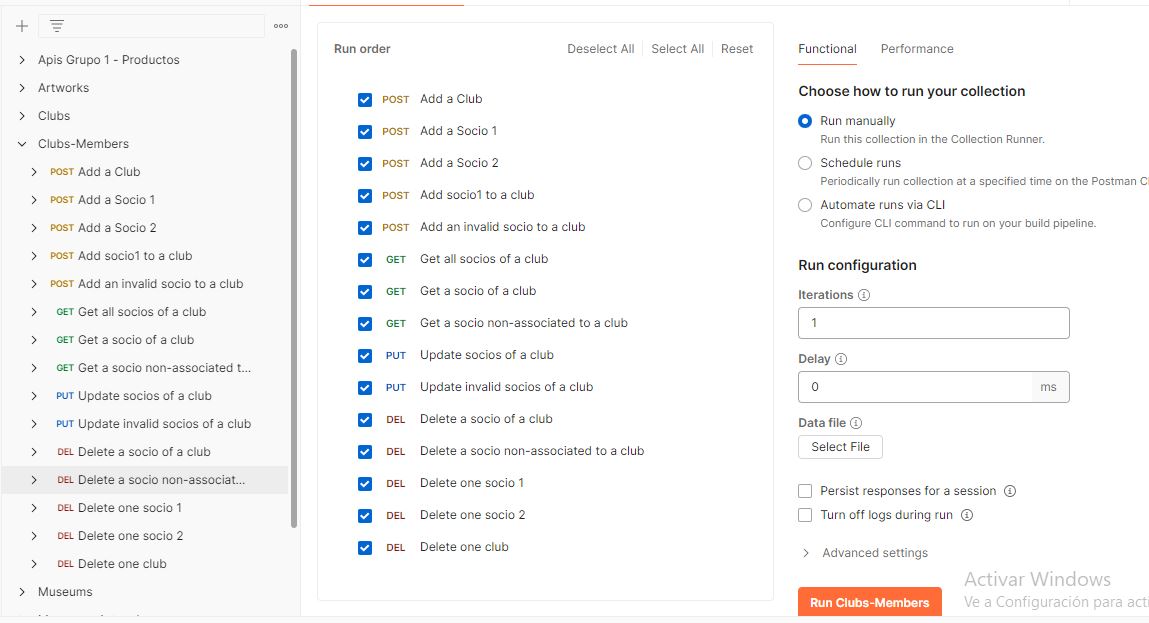 Apis Grupo 1 - Productos
Artworks
Clubs
Clubs-Members
POST Add a Club
POST Add a Socio 1
POST Add a Socio 2
POST Add socio1 to a club
POST Add an invalid socio to a club
GET Get all socios of a club
GET Get a socio of a club
GET Get a socio non-associated t...
PUT Update socios of a club
PUT Update invalid socios of a club
DEL Delete a socio of a club
DEL Delete a socio non-associat...
DEL Delete one socio 1
DEL Delete one socio 2
DEL Delete one club
Museums
Run order
Deselect All Select All Reset
POST Add a Club
POST Add a Socio 1
POST Add a Socio 2
POST Add socio1 to a club
POST Add an invalid socio to a club
GET Get all socios of a club
GET Get a socio of a club
GET Get a socio non-associated to a club
PUT Update socios of a club
PUT Update invalid socios of a club
DEL Delete a socio of a club
DEL Delete a socio non-associated to a club
DEL Delete one socio 1
DEL Delete one socio 2
DEL Delete one club
Functional Performance
Choose how to run your collection
Run manually
Run this collection in the Collection Runner.
Schedule runs
Periodically run collection at a specified time on the Postman Cl
Automate runs via CLI
Configure CLI command to run on your build pipeline.
Run configuration
Iterations
1
Delay
0 ms
Data file
Select File
Persist responses for a session
Turn off logs during run
Advanced settings
Run Clubs-Members
Activar Windows
Ve a Configuración para acti